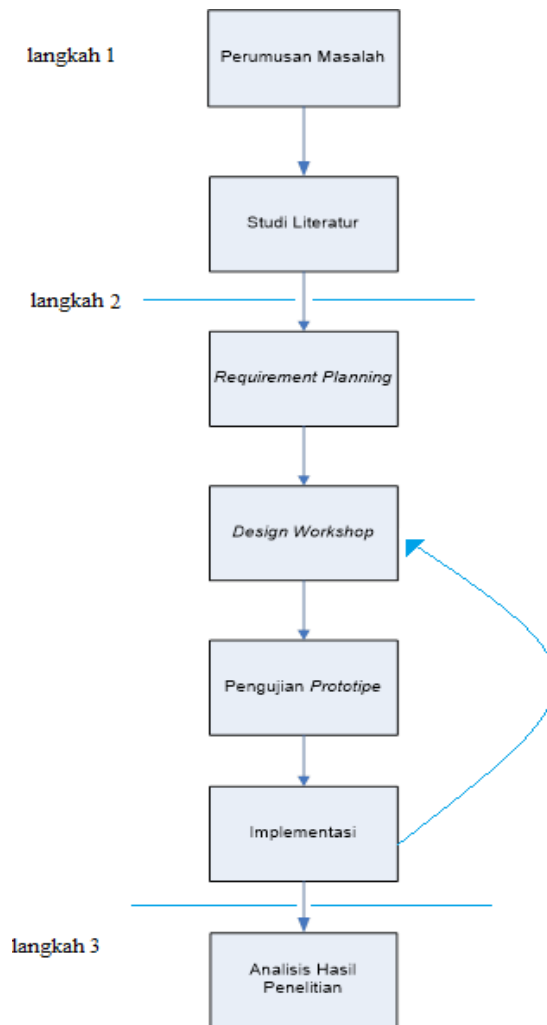 langkah 1
Perumusan Masalah
Studi Literatur
langkah 2
Requirement Planning
Design Workshop
Pengujian Prototipe
Implementasi
langkah 3
Analisis Hasil
Penelitian